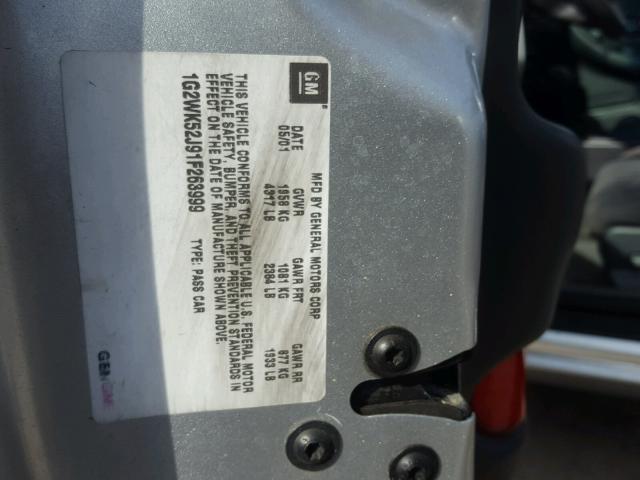 GM
MFD BY GENERAL MOTORS CORP
DATE GVWR GAWR FRT GAWR RR
05/01 1958 KG 1081 KG 877 KG
4317 LB 2384 LB 1933 LB
THIS VEHICLE CONFORMS TO ALL APPLICABLE U.S. FEDERAL MOTOR
VEHICLE SAFETY, BUMPER, AND THEFT PREVENTION STANDARDS IN
EFFECT ON THE DATE OF MANUFACTURE SHOWN ABOVE.
1G2WK52J91F263999 TYPE: PASS CAR